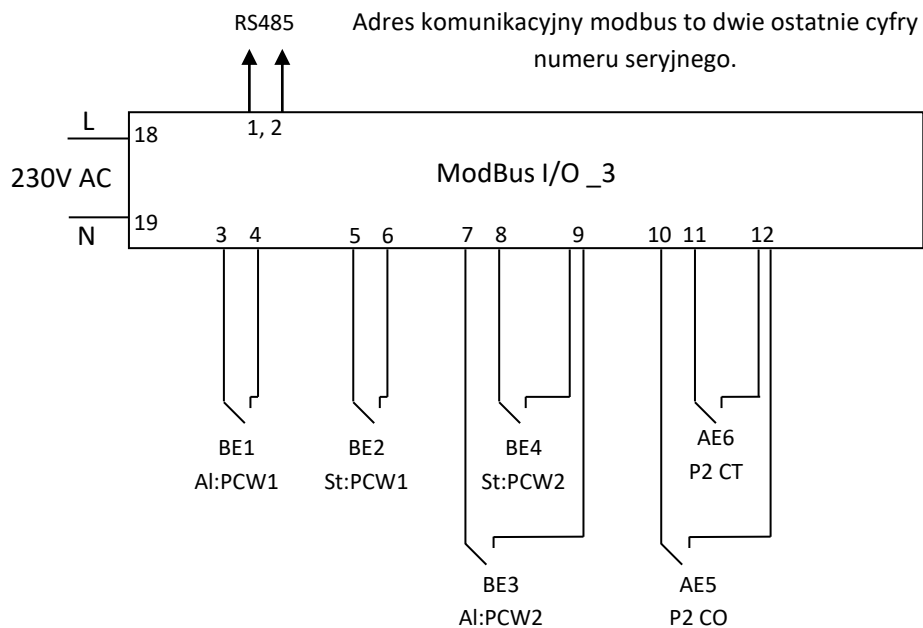 RS485
Adres komunikacyjny modbus to dwie ostatnie cyfry
numeru seryjnego.
L
18
1, 2
230V AC
ModBus I/O _3
19
N
3 4 5 6 7 8 9 10 11 12
BE1
Al:PCW1
BE2
St:PCW1
BE4
St:PCW2
AE6
P2 CT
BE3
Al:PCW2
AE5
P2 CO